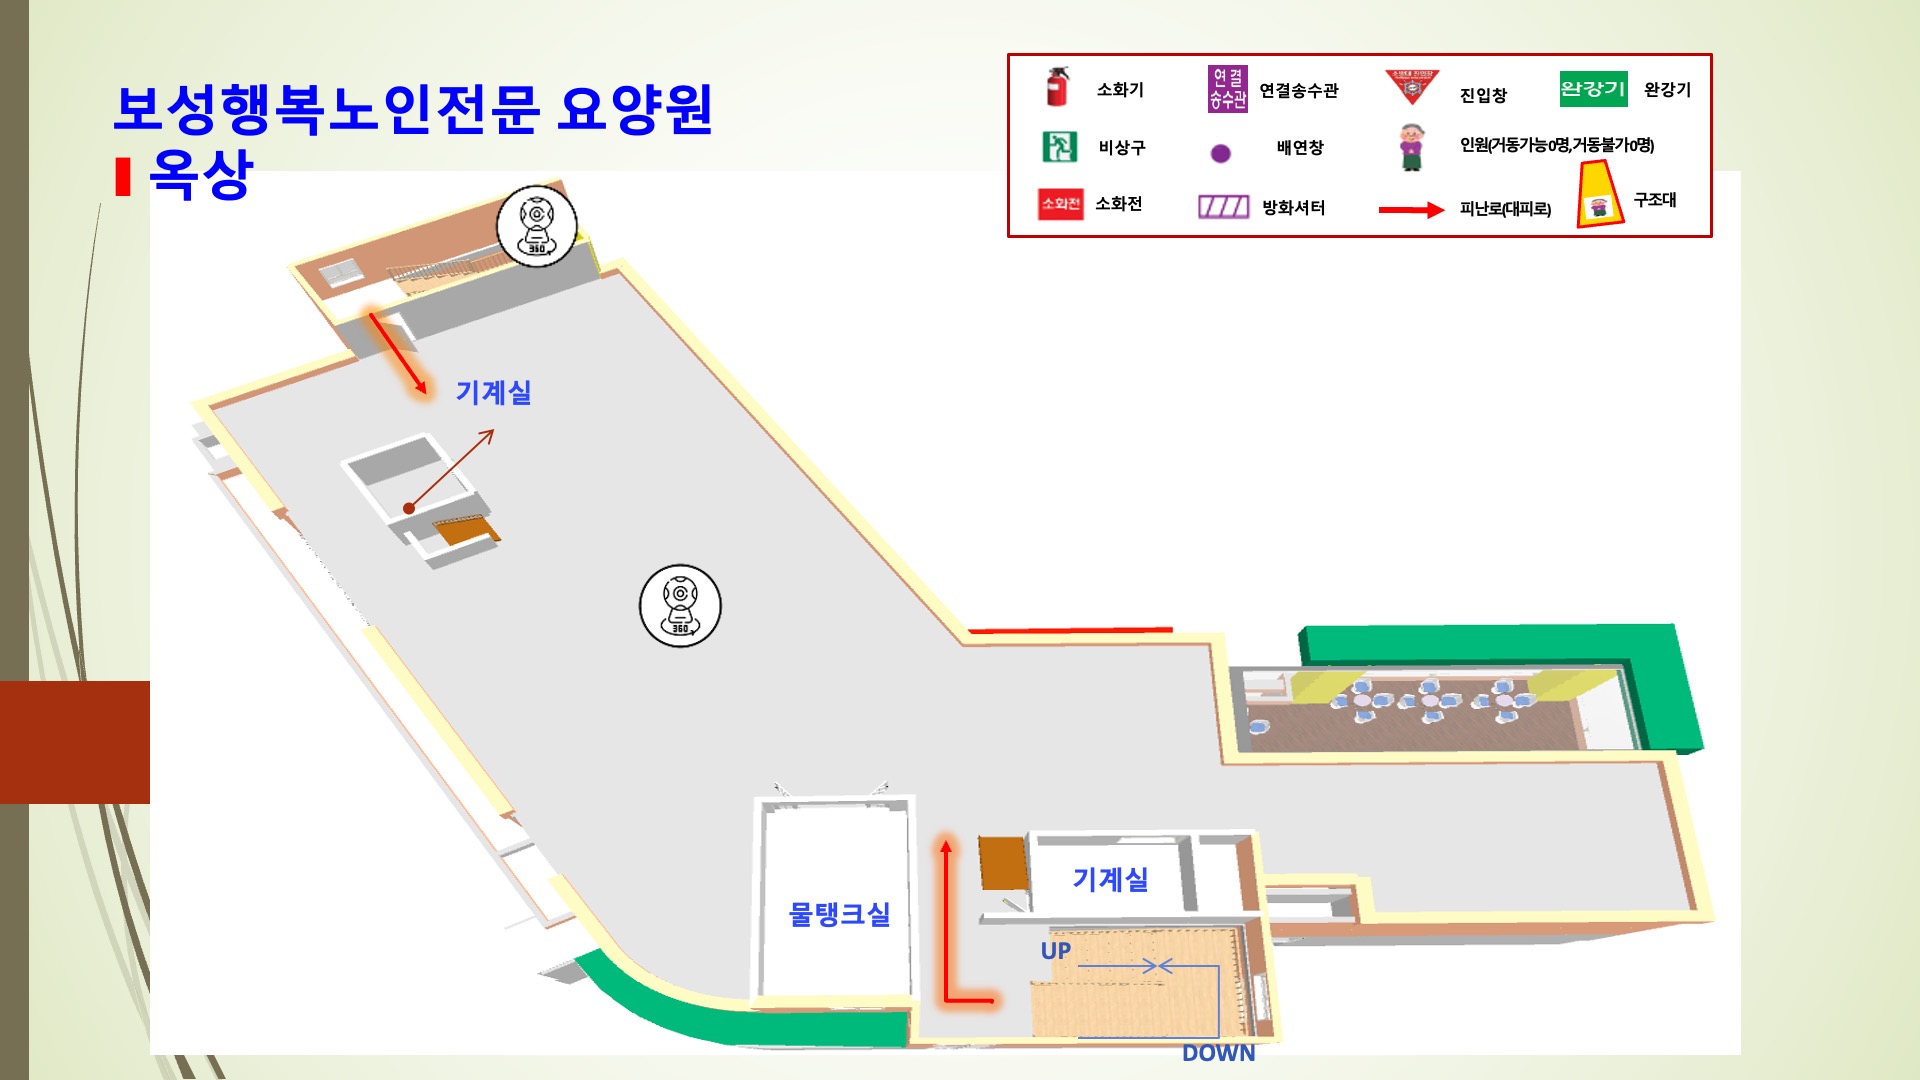 보성행복노인전문 요양원
옥상
소화기
연결
송수관
연결송수관
진입창
완강기
완강기
비상구
배연창
인원(거동가능0명,거동불가0명)
소화전
소화전
방화셔터
피난로(대피로)
구조대
360
기계실
360
기계실
물탱크실
UP
DOWN